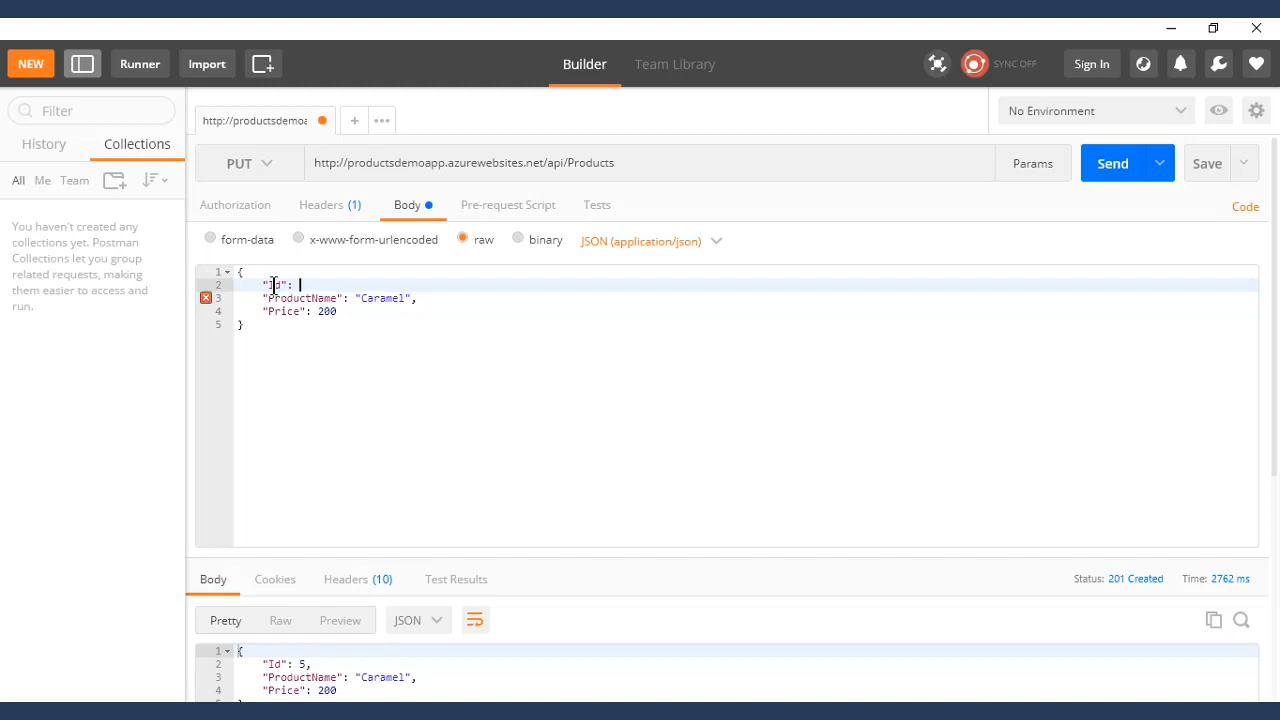 NEW Runner Import Builder Team Library SYNC OFF Sign In
Filter
http://productsdemoa + ••• No Environment
History Collections
PUT http://productsdemoapp.azurewebsites.net/api/Products Params Send Save
All Me Team
Authorization Headers (1) Body Pre-request Script Tests Code
You haven't created any
collections yet. Postman
Collections let you group
related requests, making
them easier to access and
run.
form-data x-www-form-urlencoded raw binary JSON (application/json)
1 {
2 "Id":
3 "ProductName": "Caramel",
4 "Price": 200
5 }
Body Cookies Headers (10) Test Results Status: 201 Created Time: 2762 ms
Pretty Raw Preview JSON
1 {
2 "Id": 5,
3 "ProductName": "Caramel",
4 "Price": 200